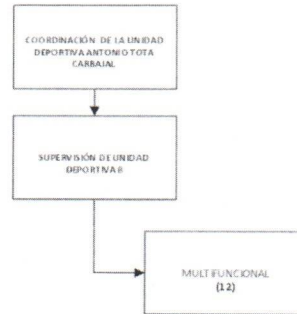 COORDINACIÓN DE LA UNIDAD
DEPORTIVA ANTONIO TOTA
CARBAJAL
SUPERVISIÓN DE UNIDAD
DEPORTIVA B
MULTIFUNCIONAL
(12)